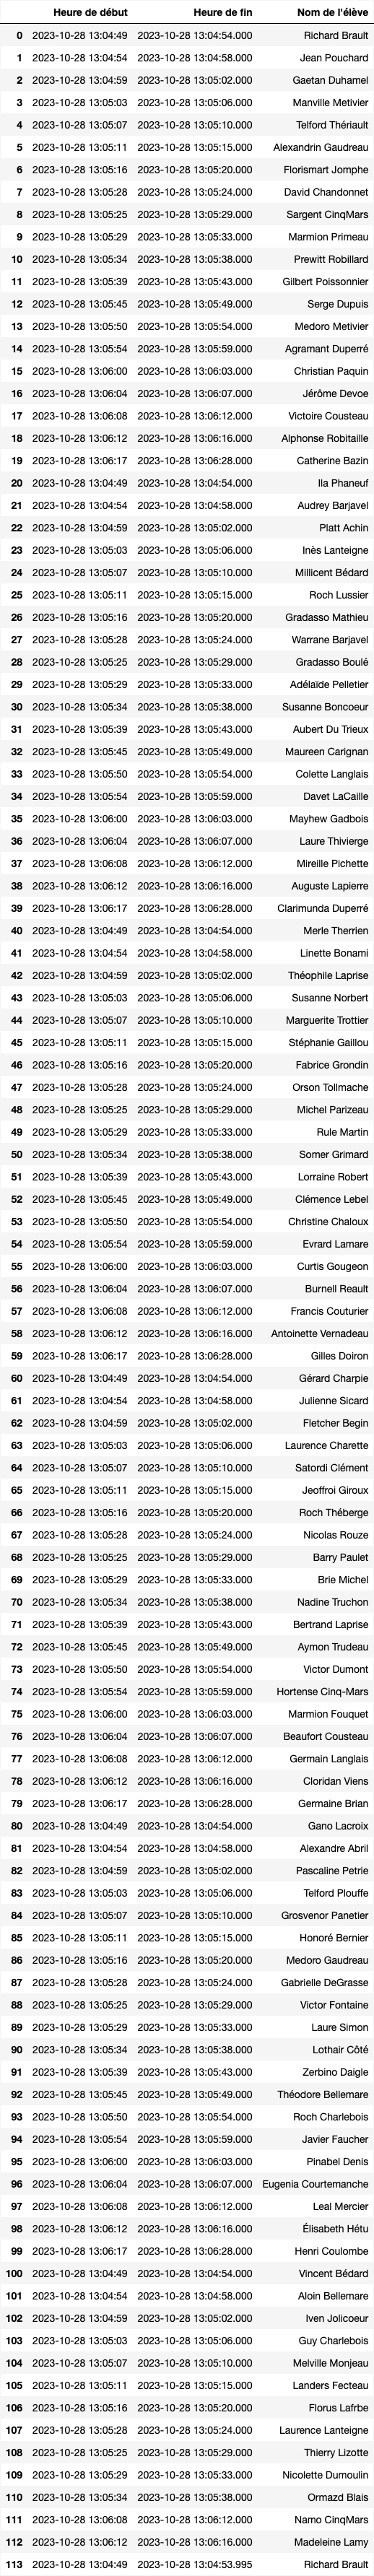 Heure de début Heure de fin Nom de l'élève
0 2023-10-28 13:04:49 2023-10-28 13:04:54.000 Richard Brault
1 2023-10-28 13:04:54 2023-10-28 13:04:58.000 Jean Pouchard
2 2023-10-28 13:04:59 2023-10-28 13:05:02.000 Gaetan Duhamel
3 2023-10-28 13:05:03 2023-10-28 13:05:06.000 Manville Metivier
4 2023-10-28 13:05:07 2023-10-28 13:05:10.000 Telford Thériault
5 2023-10-28 13:05:11 2023-10-28 13:05:15.000 Alexandrin Gaudreau
6 2023-10-28 13:05:16 2023-10-28 13:05:20.000 Florismart Jomphe
7 2023-10-28 13:05:28 2023-10-28 13:05:24.000 David Chandonnet
8 2023-10-28 13:05:25 2023-10-28 13:05:29.000 Sargent CinqMars
9 2023-10-28 13:05:29 2023-10-28 13:05:33.000 Marmion Primeau
10 2023-10-28 13:05:34 2023-10-28 13:05:38.000 Prewitt Robillard
11 2023-10-28 13:05:39 2023-10-28 13:05:43.000 Gilbert Poissonnier
12 2023-10-28 13:05:45 2023-10-28 13:05:49.000 Serge Dupuis
13 2023-10-28 13:05:50 2023-10-28 13:05:54.000 Medoro Metivier
14 2023-10-28 13:05:54 2023-10-28 13:05:59.000 Agramant Duperré
15 2023-10-28 13:06:00 2023-10-28 13:06:03.000 Christian Paquin
16 2023-10-28 13:06:04 2023-10-28 13:06:07.000 Jérôme Devoe
17 2023-10-28 13:06:08 2023-10-28 13:06:12.000 Victoire Cousteau
18 2023-10-28 13:06:12 2023-10-28 13:06:16.000 Alphonse Robitaille
19 2023-10-28 13:06:17 2023-10-28 13:06:28.000 Catherine Bazin
20 2023-10-28 13:04:49 2023-10-28 13:04:54.000 Ila Phaneuf
21 2023-10-28 13:04:54 2023-10-28 13:04:58.000 Audrey Barjavel
22 2023-10-28 13:04:59 2023-10-28 13:05:02.000 Platt Achin
23 2023-10-28 13:05:03 2023-10-28 13:05:06.000 Inès Lanteigne
24 2023-10-28 13:05:07 2023-10-28 13:05:10.000 Millicent Bédard
25 2023-10-28 13:05:11 2023-10-28 13:05:15.000 Roch Lussier
26 2023-10-28 13:05:16 2023-10-28 13:05:20.000 Gradasso Mathieu
27 2023-10-28 13:05:28 2023-10-28 13:05:24.000 Warrane Barjavel
28 2023-10-28 13:05:25 2023-10-28 13:05:29.000 Gradasso Boulé
29 2023-10-28 13:05:29 2023-10-28 13:05:33.000 Adélaïde Pelletier
30 2023-10-28 13:05:34 2023-10-28 13:05:38.000 Susanne Boncoeur
31 2023-10-28 13:05:39 2023-10-28 13:05:43.000 Aubert Du Trieux
32 2023-10-28 13:05:45 2023-10-28 13:05:49.000 Maureen Carignan
33 2023-10-28 13:05:50 2023-10-28 13:05:54.000 Colette Langlais
34 2023-10-28 13:05:54 2023-10-28 13:05:59.000 Davet LaCaille
35 2023-10-28 13:06:00 2023-10-28 13:06:03.000 Mayhew Gadbois
36 2023-10-28 13:06:04 2023-10-28 13:06:07.000 Laure Thivierge
37 2023-10-28 13:06:08 2023-10-28 13:06:12.000 Mireille Pichette
38 2023-10-28 13:06:12 2023-10-28 13:06:16.000 Auguste Lapierre
39 2023-10-28 13:06:17 2023-10-28 13:06:28.000 Clarimunda Duperré
40 2023-10-28 13:04:49 2023-10-28 13:04:54.000 Merle Therrien
41 2023-10-28 13:04:54 2023-10-28 13:04:58.000 Linette Bonami
42 2023-10-28 13:04:59 2023-10-28 13:05:02.000 Théophile Laprise
43 2023-10-28 13:05:03 2023-10-28 13:05:06.000 Susanne Norbert
44 2023-10-28 13:05:07 2023-10-28 13:05:10.000 Marguerite Trottier
45 2023-10-28 13:05:11 2023-10-28 13:05:15.000 Stéphanie Gaillou
46 2023-10-28 13:05:16 2023-10-28 13:05:20.000 Fabrice Grondin
47 2023-10-28 13:05:28 2023-10-28 13:05:24.000 Orson Tollmache
48 2023-10-28 13:05:25 2023-10-28 13:05:29.000 Michel Parizeau
49 2023-10-28 13:05:29 2023-10-28 13:05:33.000 Rule Martin
50 2023-10-28 13:05:34 2023-10-28 13:05:38.000 Somer Grimard
51 2023-10-28 13:05:39 2023-10-28 13:05:43.000 Lorraine Robert
52 2023-10-28 13:05:45 2023-10-28 13:05:49.000 Clémence Lebel
53 2023-10-28 13:05:50 2023-10-28 13:05:54.000 Christine Chaloux
54 2023-10-28 13:05:54 2023-10-28 13:05:59.000 Evrard Lamare
55 2023-10-28 13:06:00 2023-10-28 13:06:03.000 Curtis Gougeon
56 2023-10-28 13:06:04 2023-10-28 13:06:07.000 Burnell Reault
57 2023-10-28 13:06:08 2023-10-28 13:06:12.000 Francis Couturier
58 2023-10-28 13:06:12 2023-10-28 13:06:16.000 Antoinette Vernadeau
59 2023-10-28 13:06:17 2023-10-28 13:06:28.000 Gilles Doiron
60 2023-10-28 13:04:49 2023-10-28 13:04:54.000 Gérard Charpie
61 2023-10-28 13:04:54 2023-10-28 13:04:58.000 Julienne Sicard
62 2023-10-28 13:04:59 2023-10-28 13:05:02.000 Fletcher Begin
63 2023-10-28 13:05:03 2023-10-28 13:05:06.000 Laurence Charette
64 2023-10-28 13:05:07 2023-10-28 13:05:10.000 Satordi Clément
65 2023-10-28 13:05:11 2023-10-28 13:05:15.000 Jeoffroi Giroux
66 2023-10-28 13:05:16 2023-10-28 13:05:20.000 Roch Théberge
67 2023-10-28 13:05:28 2023-10-28 13:05:24.000 Nicolas Rouze
68 2023-10-28 13:05:25 2023-10-28 13:05:29.000 Barry Paulet
69 2023-10-28 13:05:29 2023-10-28 13:05:33.000 Brie Michel
70 2023-10-28 13:05:34 2023-10-28 13:05:38.000 Nadine Truchon
71 2023-10-28 13:05:39 2023-10-28 13:05:43.000 Bertrand Laprise
72 2023-10-28 13:05:45 2023-10-28 13:05:49.000 Aymon Trudeau
73 2023-10-28 13:05:50 2023-10-28 13:05:54.000 Victor Dumont
74 2023-10-28 13:05:54 2023-10-28 13:05:59.000 Hortense Cinq-Mars
75 2023-10-28 13:06:00 2023-10-28 13:06:03.000 Marmion Fouquet
76 2023-10-28 13:06:04 2023-10-28 13:06:07.000 Beaufort Cousteau
77 2023-10-28 13:06:08 2023-10-28 13:06:12.000 Germain Langlais
78 2023-10-28 13:06:12 2023-10-28 13:06:16.000 Cloridan Viens
79 2023-10-28 13:06:17 2023-10-28 13:06:28.000 Germaine Brian
80 2023-10-28 13:04:49 2023-10-28 13:04:54.000 Gano Lacroix
81 2023-10-28 13:04:54 2023-10-28 13:04:58.000 Alexandre Abril
82 2023-10-28 13:04:59 2023-10-28 13:05:02.000 Pascaline Petrie
83 2023-10-28 13:05:03 2023-10-28 13:05:06.000 Telford Plouffe
84 2023-10-28 13:05:07 2023-10-28 13:05:10.000 Grosvenor Panetier
85 2023-10-28 13:05:11 2023-10-28 13:05:15.000 Honoré Bernier
86 2023-10-28 13:05:16 2023-10-28 13:05:20.000 Medoro Gaudreau
87 2023-10-28 13:05:28 2023-10-28 13:05:24.000 Gabrielle DeGrasse
88 2023-10-28 13:05:25 2023-10-28 13:05:29.000 Victor Fontaine
89 2023-10-28 13:05:29 2023-10-28 13:05:33.000 Laure Simon
90 2023-10-28 13:05:34 2023-10-28 13:05:38.000 Lothair Côté
91 2023-10-28 13:05:39 2023-10-28 13:05:43.000 Zerbino Daigle
92 2023-10-28 13:05:45 2023-10-28 13:05:49.000 Théodore Bellemare
93 2023-10-28 13:05:50 2023-10-28 13:05:54.000 Roch Charlebois
94 2023-10-28 13:05:54 2023-10-28 13:05:59.000 Javier Faucher
95 2023-10-28 13:06:00 2023-10-28 13:06:03.000 Pinabel Denis
96 2023-10-28 13:06:04 2023-10-28 13:06:07.000 Eugenia Courtemanche
97 2023-10-28 13:06:08 2023-10-28 13:06:12.000 Leal Mercier
98 2023-10-28 13:06:12 2023-10-28 13:06:16.000 Élisabeth Hétu
99 2023-10-28 13:06:17 2023-10-28 13:06:28.000 Henri Coulombe
100 2023-10-28 13:04:49 2023-10-28 13:04:54.000 Vincent Bédard
101 2023-10-28 13:04:54 2023-10-28 13:04:58.000 Aloin Bellemare
102 2023-10-28 13:04:59 2023-10-28 13:05:02.000 Iven Jolicoeur
103 2023-10-28 13:05:03 2023-10-28 13:05:06.000 Guy Charlebois
104 2023-10-28 13:05:07 2023-10-28 13:05:10.000 Melville Monjeau
105 2023-10-28 13:05:11 2023-10-28 13:05:15.000 Landers Fecteau
106 2023-10-28 13:05:16 2023-10-28 13:05:20.000 Florus Lafrbe
107 2023-10-28 13:05:28 2023-10-28 13:05:24.000 Laurence Lanteigne
108 2023-10-28 13:05:25 2023-10-28 13:05:29.000 Thierry Lizotte
109 2023-10-28 13:05:29 2023-10-28 13:05:33.000 Nicolette Dumoulin
110 2023-10-28 13:05:34 2023-10-28 13:05:38.000 Ormazd Blais
111 2023-10-28 13:06:08 2023-10-28 13:06:12.000 Namo CinqMars
112 2023-10-28 13:06:12 2023-10-28 13:06:16.000 Madeleine Lamy
113 2023-10-28 13:04:49 2023-10-28 13:04:53.995 Richard Brault